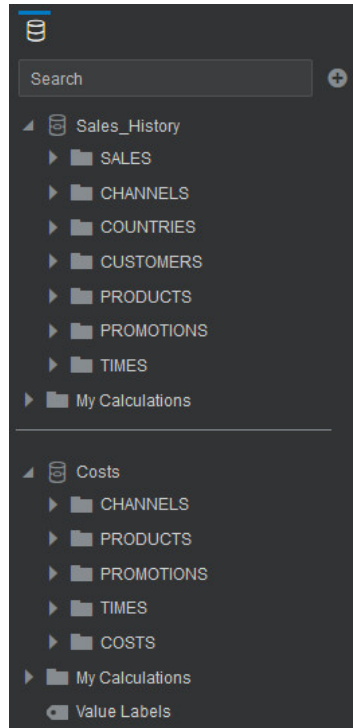 Search
Sales_History
SALES
CHANNELS
COUNTRIES
CUSTOMERS
PRODUCTS
PROMOTIONS
TIMES
My Calculations
Costs
CHANNELS
PRODUCTS
PROMOTIONS
TIMES
COSTS
My Calculations
Value Labels